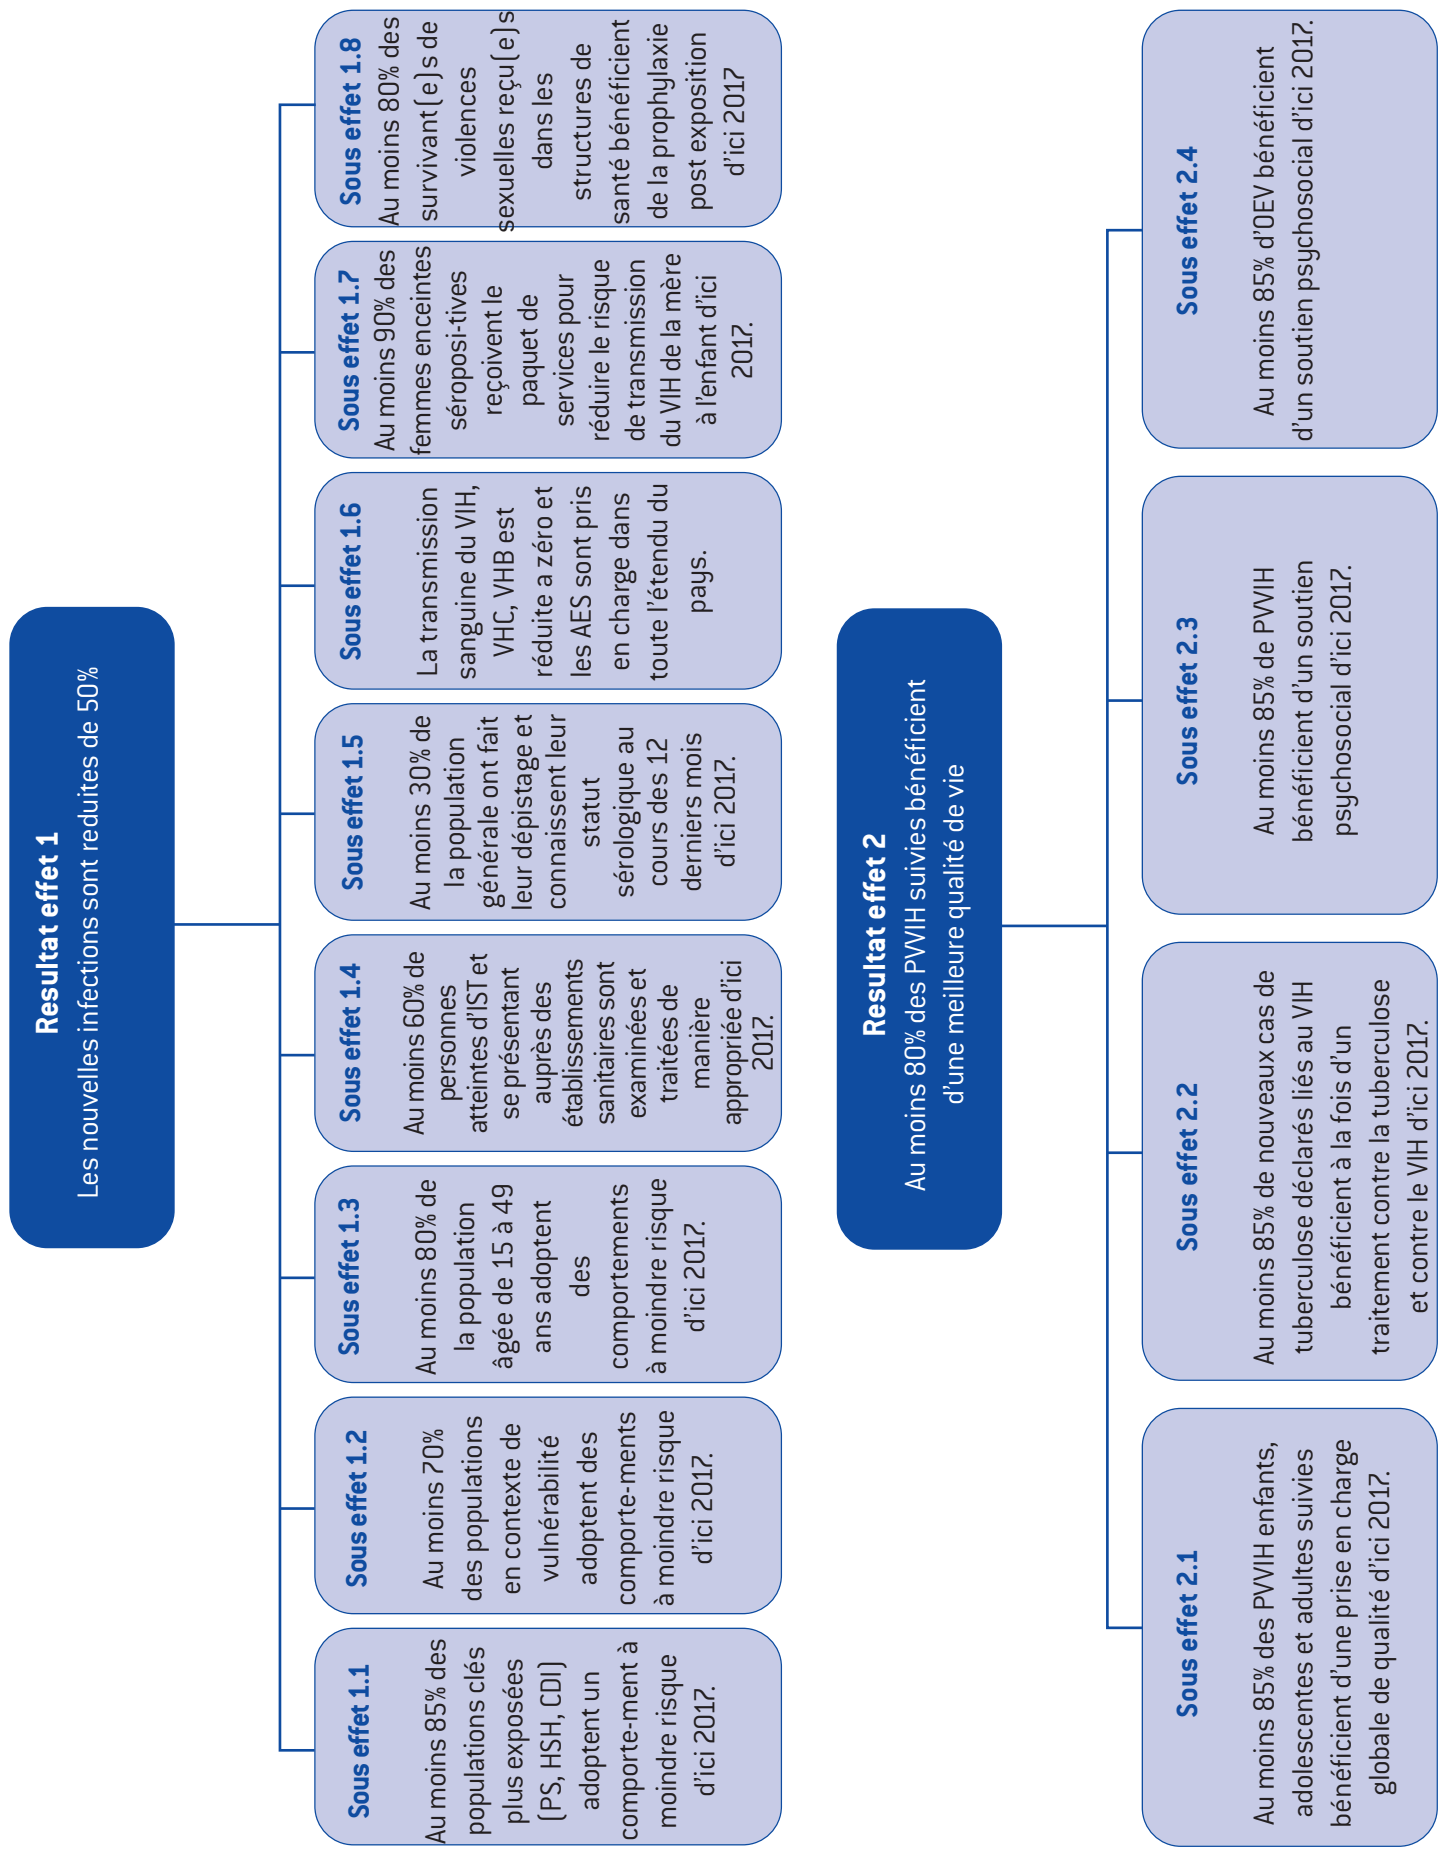 Resultat effet 1
Les nouvelles infections sont reduites de 50%
Sous effet 1.1
Au moins 85% des
populations clés
plus exposées
(PS, HSH, CDI)
adoptent un
comporte-ment à
moindre risque
d'ici 2017.
Sous effet 1.2
Au moins 70%
des populations
en contexte de
vulnérabilité
adoptent des
comporte-ments
à moindre risque
d'ici 2017.
Sous effet 1.3
Au moins 80% de
la population
âgée de 15 à 49
ans adoptent
des
comportements
à moindre risque
d'ici 2017.
Sous effet 1.4
Au moins 60% de
personnes
atteintes d'IST et
se présentant
auprès des
établissements
sanitaires sont
examinées et
traitées de
manière
appropriée d'ici
2017.
Sous effet 1.5
Au moins 30% de
la population
générale ont fait
leur dépistage et
connaissent leur
statut
sérologique au
cours des 12
derniers mois
d'ici 2017.
Sous effet 1.6
La transmission
sanguine du VIH,
VHC, VHB est
réduite a zéro et
les AES sont pris
en charge dans
toute l'étendu du
pays.
Sous effet 1.7
Au moins 90% des
femmes enceintes
séroposi-tives
reçoivent le
paquet de
services pour
réduire le risque
de transmission
du VIH de la mère
à l'enfant d'ici
2017.
Sous effet 1.8
Au moins 80% des
survivant(e)s de
violences
sexuelles reçu(e)s
dans les
structures de
santé bénéficient
de la prophylaxie
post exposition
d'ici 2017
Resultat effet 2
Au moins 80% des PVVIH suivies bénéficient
d'une meilleure qualité de vie
Sous effet 2.1
Au moins 85% des PVVIH enfants,
adolescentes et adultes suivies
bénéficient d'une prise en charge
globale de qualité d'ici 2017.
Sous effet 2.2
Au moins 85% de nouveaux cas de
tuberculose déclarés liés au VIH
bénéficient à la fois d'un
traitement contre la tuberculose
et contre le VIH d'ici 2017.
Sous effet 2.3
Au moins 85% de PVVIH
bénéficient d'un soutien
psychosocial d'ici 2017.
Sous effet 2.4
Au moins 85% d'OEV bénéficient
d'un soutien psychosocial d'ici 2017.